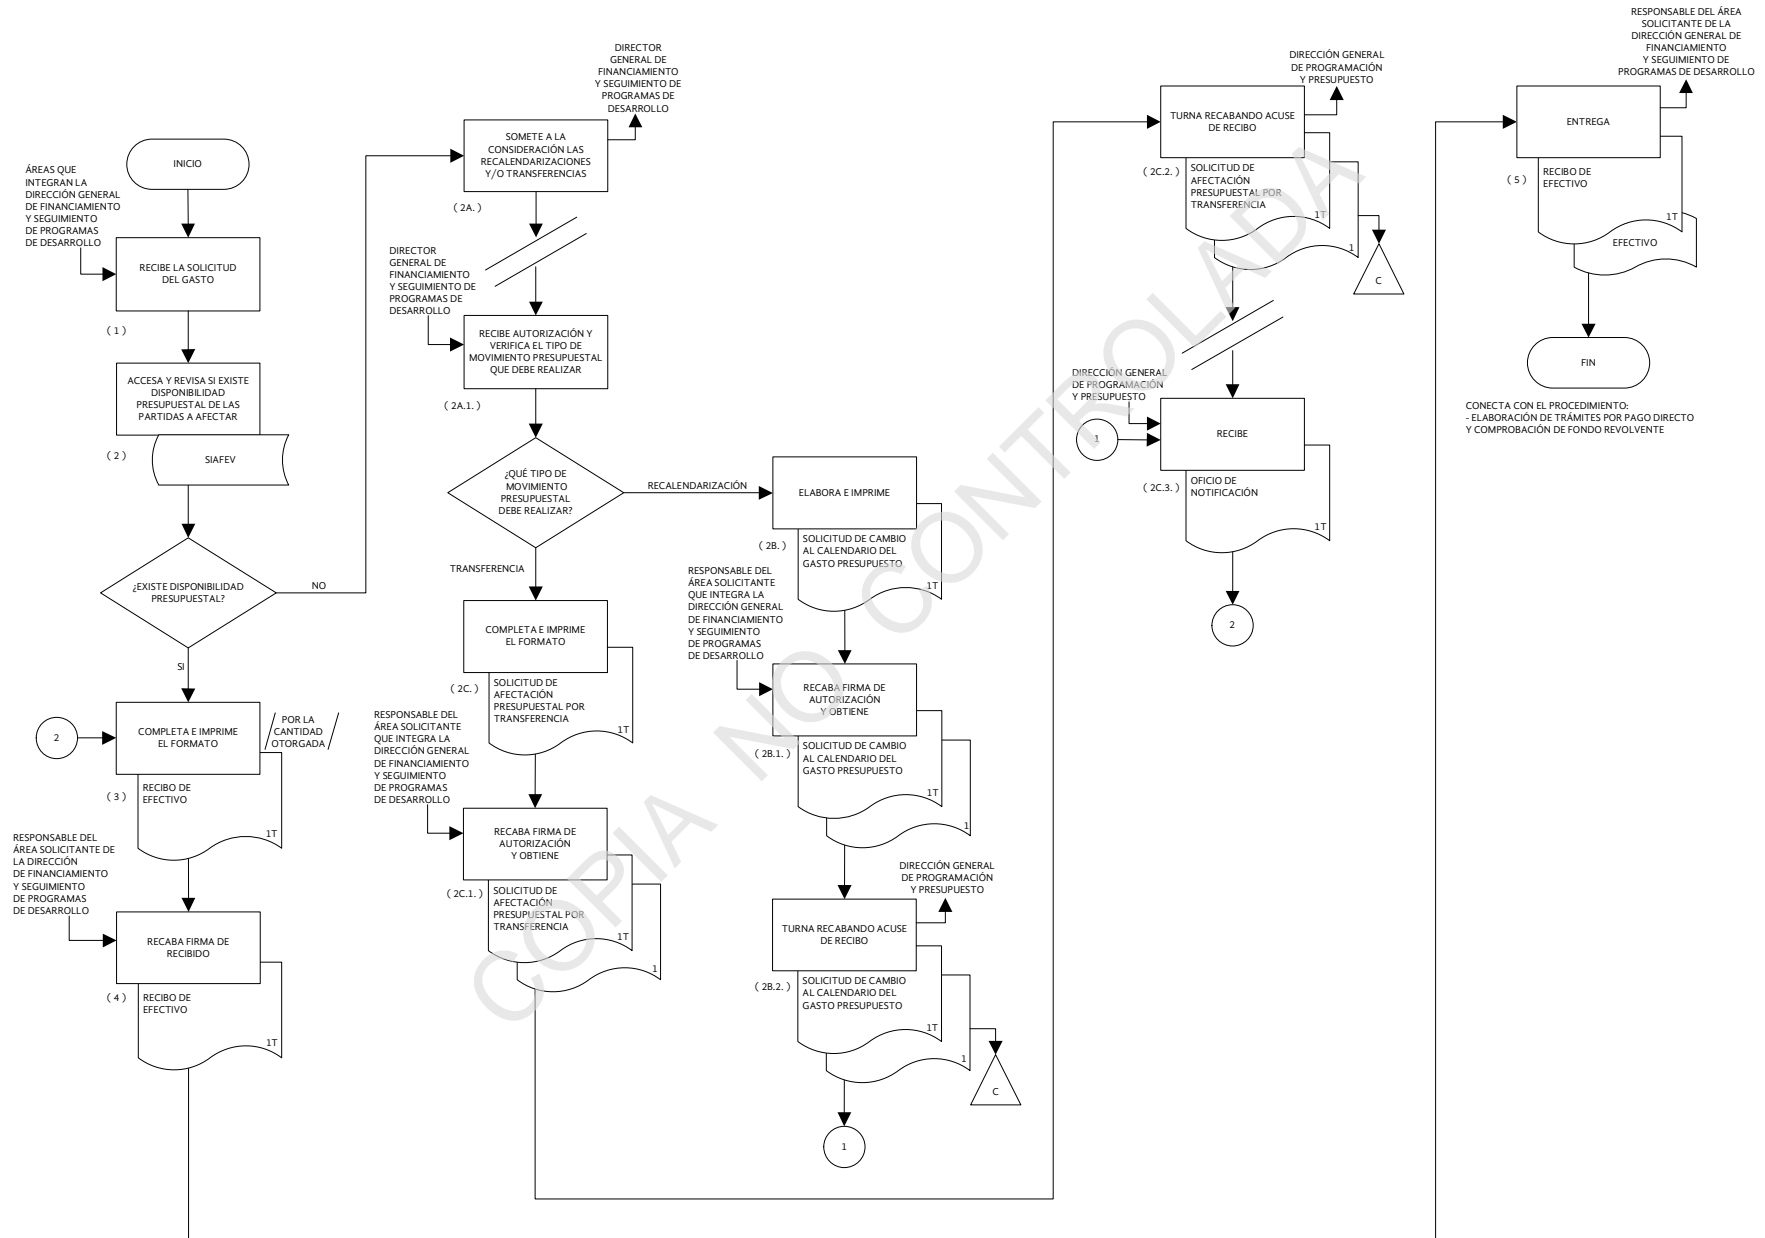 INICIO
ÁREAS QUE
INTEGRAN LA
DIRECCIÓN GENERAL
DE FINANCIAMIENTO
Y SEGUIMIENTO
DE PROGRAMAS
DE DESARROLLO
RECIBE LA SOLICITUD
DEL GASTO
( 1 )
ACCESA Y REVISA SI EXISTE
DISPONIBILIDAD
PRESUPUESTAL DE LAS
PARTIDAS A AFECTAR
( 2 )
SIAFEV
¿EXISTE DISPONIBILIDAD
PRESUPUESTAL?
NO
SI
2
COMPLETA E IMPRIME
EL FORMATO
POR LA
CANTIDAD
OTORGADA
( 3 )
RECIBO DE
EFECTIVO
1T
RESPONSABLE DEL
ÁREA SOLICITANTE DE
LA DIRECCIÓN
DE FINANCIAMIENTO
Y SEGUIMIENTO
DE PROGRAMAS
DE DESARROLLO
RECABA FIRMA DE
RECIBIDO
( 4 )
RECIBO DE
EFECTIVO
1T
DIRECTOR
GENERAL DE
FINANCIAMIENTO
Y SEGUIMIENTO DE
PROGRAMAS DE
DESARROLLO
SOMETE A LA
CONSIDERACIÓN LAS
RECALENDARIZACIONES
Y/O TRANSFERENCIAS
( 2A. )
DIRECTOR
GENERAL DE
FINANCIAMIENTO
Y SEGUIMIENTO DE
PROGRAMAS DE
DESARROLLO
RECIBE AUTORIZACIÓN Y
VERIFICA EL TIPO DE
MOVIMIENTO PRESUPUESTAL
QUE DEBE REALIZAR
( 2A.1. )
¿QUÉ TIPO DE
MOVIMIENTO
PRESUPUESTAL
DEBE REALIZAR?
RECALENDARIZACIÓN
TRANSFERENCIA
COMPLETA E IMPRIME
EL FORMATO
( 2C. )
SOLICITUD DE
AFECTACIÓN
PRESUPUESTAL POR
TRANSFERENCIA
1T
RESPONSABLE DEL
ÁREA SOLICITANTE
QUE INTEGRA LA
DIRECCIÓN GENERAL
DE FINANCIAMIENTO
Y SEGUIMIENTO
DE PROGRAMAS
DE DESARROLLO
RECABA FIRMA DE
AUTORIZACIÓN
Y OBTIENE
( 2C.1. )
SOLICITUD DE
AFECTACIÓN
PRESUPUESTAL POR
TRANSFERENCIA
1T
1
ELABORA E IMPRIME
( 2B. )
SOLICITUD DE CAMBIO
AL CALENDARIO DEL
GASTO PRESUPUESTO
1T
RESPONSABLE DEL
ÁREA SOLICITANTE
QUE INTEGRA LA
DIRECCIÓN GENERAL
DE FINANCIAMIENTO
Y SEGUIMIENTO
DE PROGRAMAS
DE DESARROLLO
RECABA FIRMA DE
AUTORIZACIÓN
Y OBTIENE
( 2B.1. )
SOLICITUD DE CAMBIO
AL CALENDARIO DEL
GASTO PRESUPUESTO
1T
1
DIRECCIÓN GENERAL
DE PROGRAMACIÓN
Y PRESUPUESTO
TURNA RECABANDO ACUSE
DE RECIBO
( 2B.2. )
SOLICITUD DE CAMBIO
AL CALENDARIO DEL
GASTO PRESUPUESTO
1T
1
C
1
DIRECCIÓN GENERAL
DE PROGRAMACIÓN
Y PRESUPUESTO
TURNA RECABANDO ACUSE
DE RECIBO
( 2C.2. )
SOLICITUD DE
AFECTACIÓN
PRESUPUESTAL POR
TRANSFERENCIA
1T
1
C
DIRECCIÓN GENERAL
DE PROGRAMACIÓN
Y PRESUPUESTO
1
RECIBE
( 2C.3. )
OFICIO DE
NOTIFICACIÓN
1T
2
RESPONSABLE DEL ÁREA
SOLICITANTE DE LA
DIRECCIÓN GENERAL DE
FINANCIAMIENTO
Y SEGUIMIENTO DE
PROGRAMAS DE DESARROLLO
ENTREGA
( 5 )
RECIBO DE
EFECTIVO
1T
EFECTIVO
FIN
CONECTA CON EL PROCEDIMIENTO:
- ELABORACIÓN DE TRÁMITES POR PAGO DIRECTO
Y COMPROBACIÓN DE FONDO REVOLVENTE
COPIA NO CONTROLADA